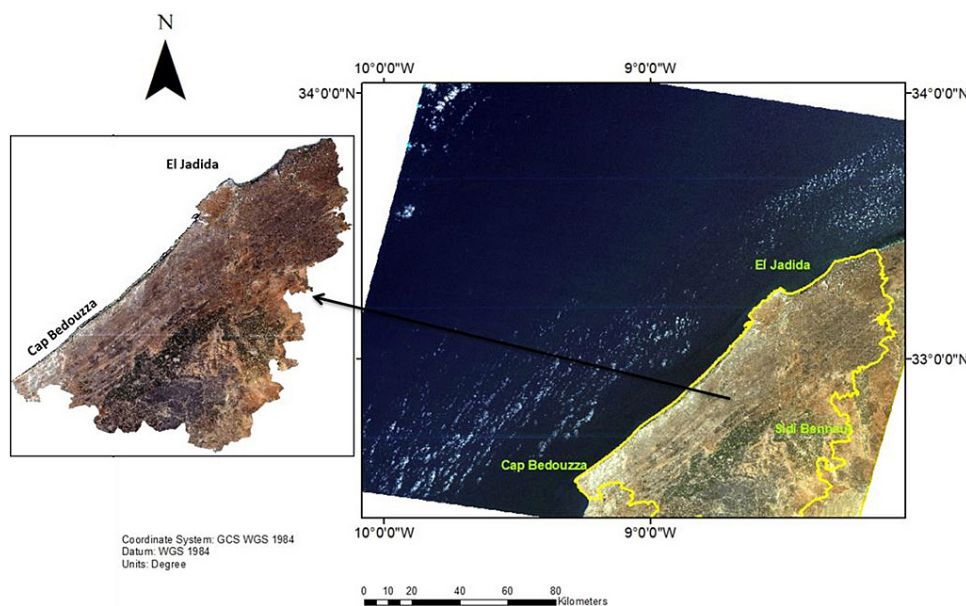 N
10°0'0"W
9°0'0"W
34°0'0"N
34°0'0"N
El Jadida
Cap Bedouzza
El Jadida
33°0'0"N
Sidi Bennour
Cap Bedouzza
10°0'0"W
9°0'0"W
Coordinate System: GCS WGS 1984
Datum: WGS 1984
Units: Degree
0 10 20 40 60 80
Kilometers